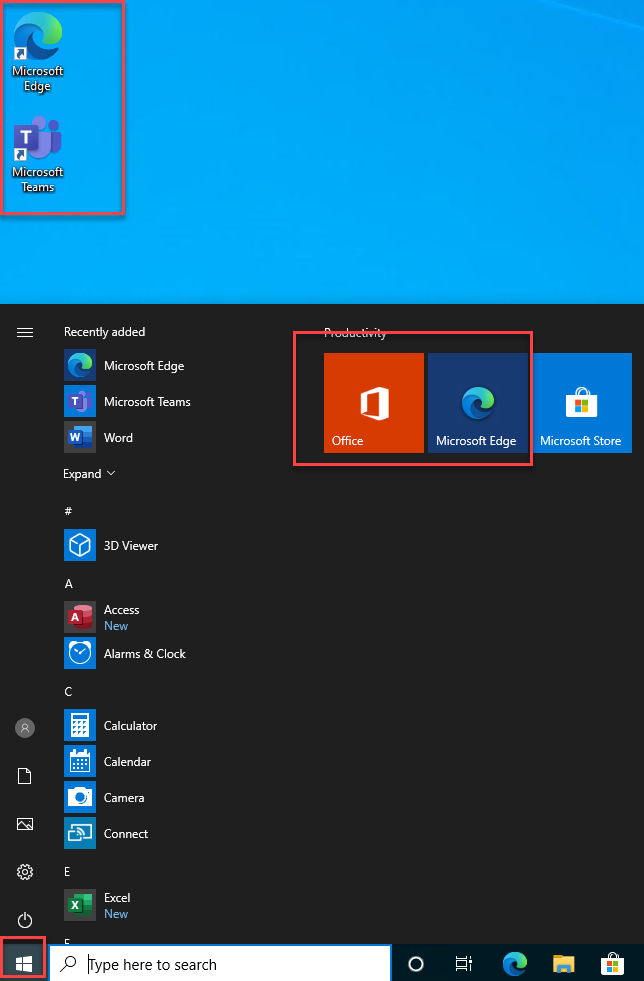 Microsoft
Edge
Microsoft
Teams
Recently added
Productivity
Microsoft Edge
Microsoft Teams
Word
Office
Microsoft Edge
Microsoft Store
Expand
#
3D Viewer
A
Access
New
Alarms & Clock
C
Calculator
Calendar
Camera
Connect
E
Excel
New
F
Type here to search